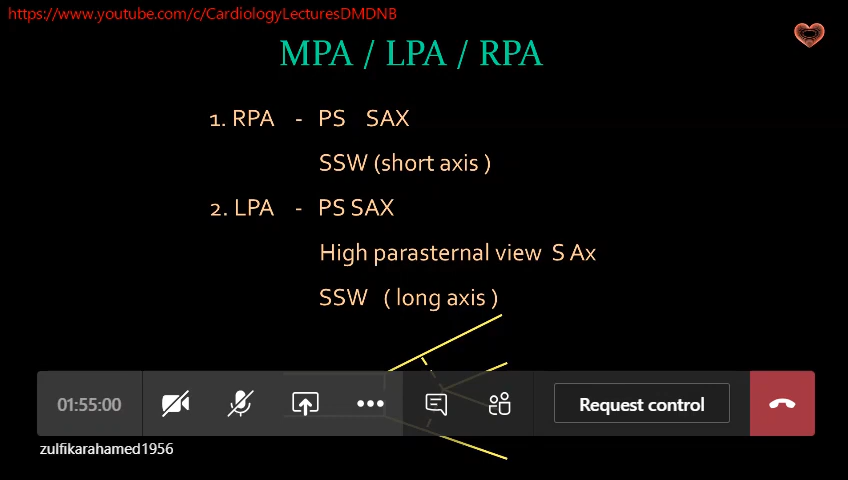 https://www.youtube.com/c/CardiologyLecturesDMDNB
MPA / LPA / RPA
1. RPA - PS SAX
SSW (short axis )
2. LPA - PS SAX
High parasternal view S Ax
SSW ( long axis )
01:55:00
Request control
zulfikarahamed1956